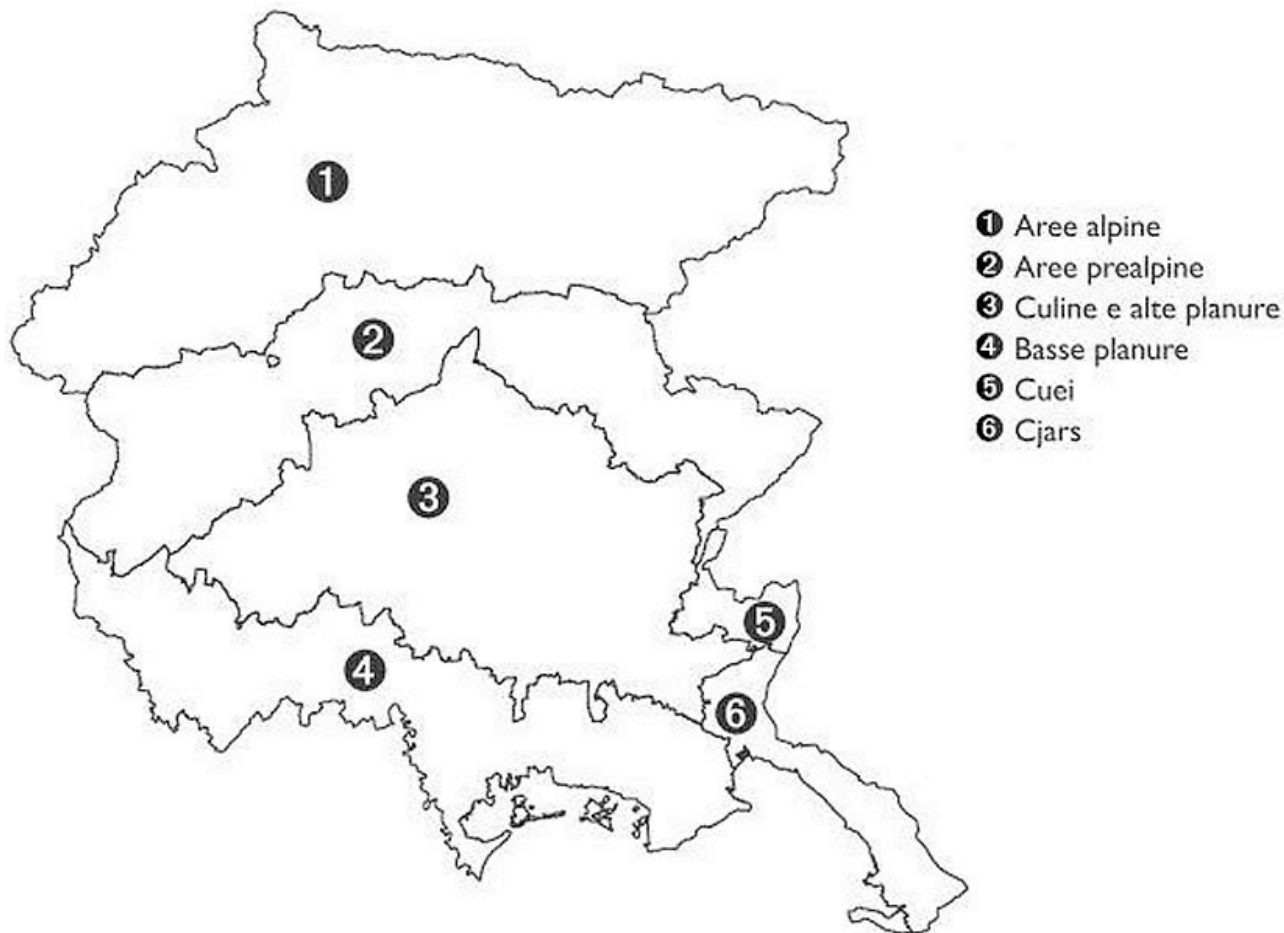 1
2
3
4
5
6
1 Aree alpine
2 Aree prealpine
3 Culine e alte planure
4 Basse planure
5 Cuei
6 Cjars